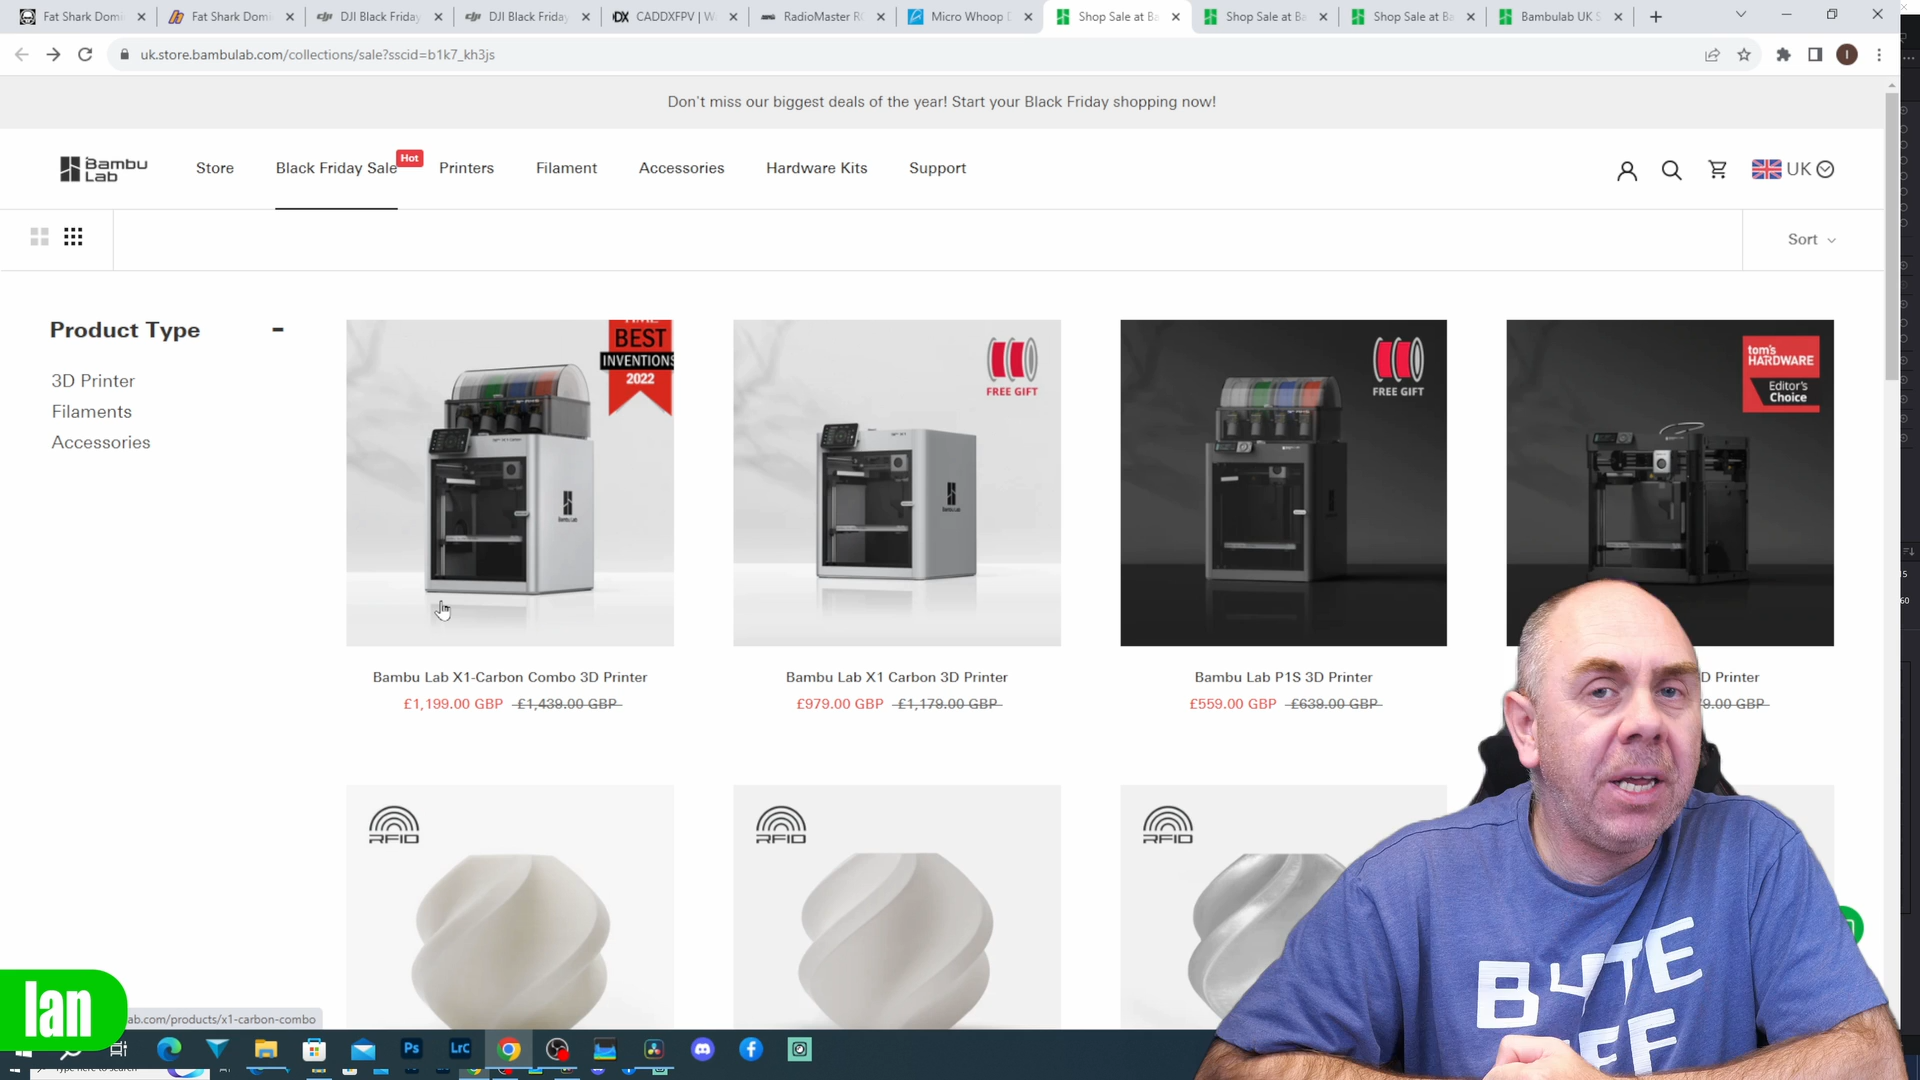 Fat Shark Domi
Fat Shark Domi
DJI Black Friday
DJI Black Friday
CADDXFPV | W
RadioMaster R
Micro Whoop
Shop Sale at Ba
Shop Sale at Ba
Shop Sale at Ba
Bambulab UK S
uk.store.bambulab.com/collections/sale?sscid=b1k7_kh3js
I
Don't miss our biggest deals of the year! Start your Black Friday shopping now!
Bambu Lab
Store
Black Friday Sale
Hot
Printers
Filament
Accessories
Hardware Kits
Support
UK
Sort
Product Type
3D Printer
Filaments
Accessories
BEST
INVENTIONS
2022
FREE GIFT
FREE GIFT
tom's
HARDWARE
Editor's
Choice
Bambu Lab X1-Carbon Combo 3D Printer
£1,199.00 GBP £1,439.00 GBP
Bambu Lab X1 Carbon 3D Printer
£979.00 GBP £1,179.00 GBP
Bambu Lab P1S 3D Printer
£559.00 GBP £639.00 GBP
D Printer
9.00 GBP
RFID
RFID
RFID
Ian
ab.com/products/x1-carbon-combo
Ps
LrC